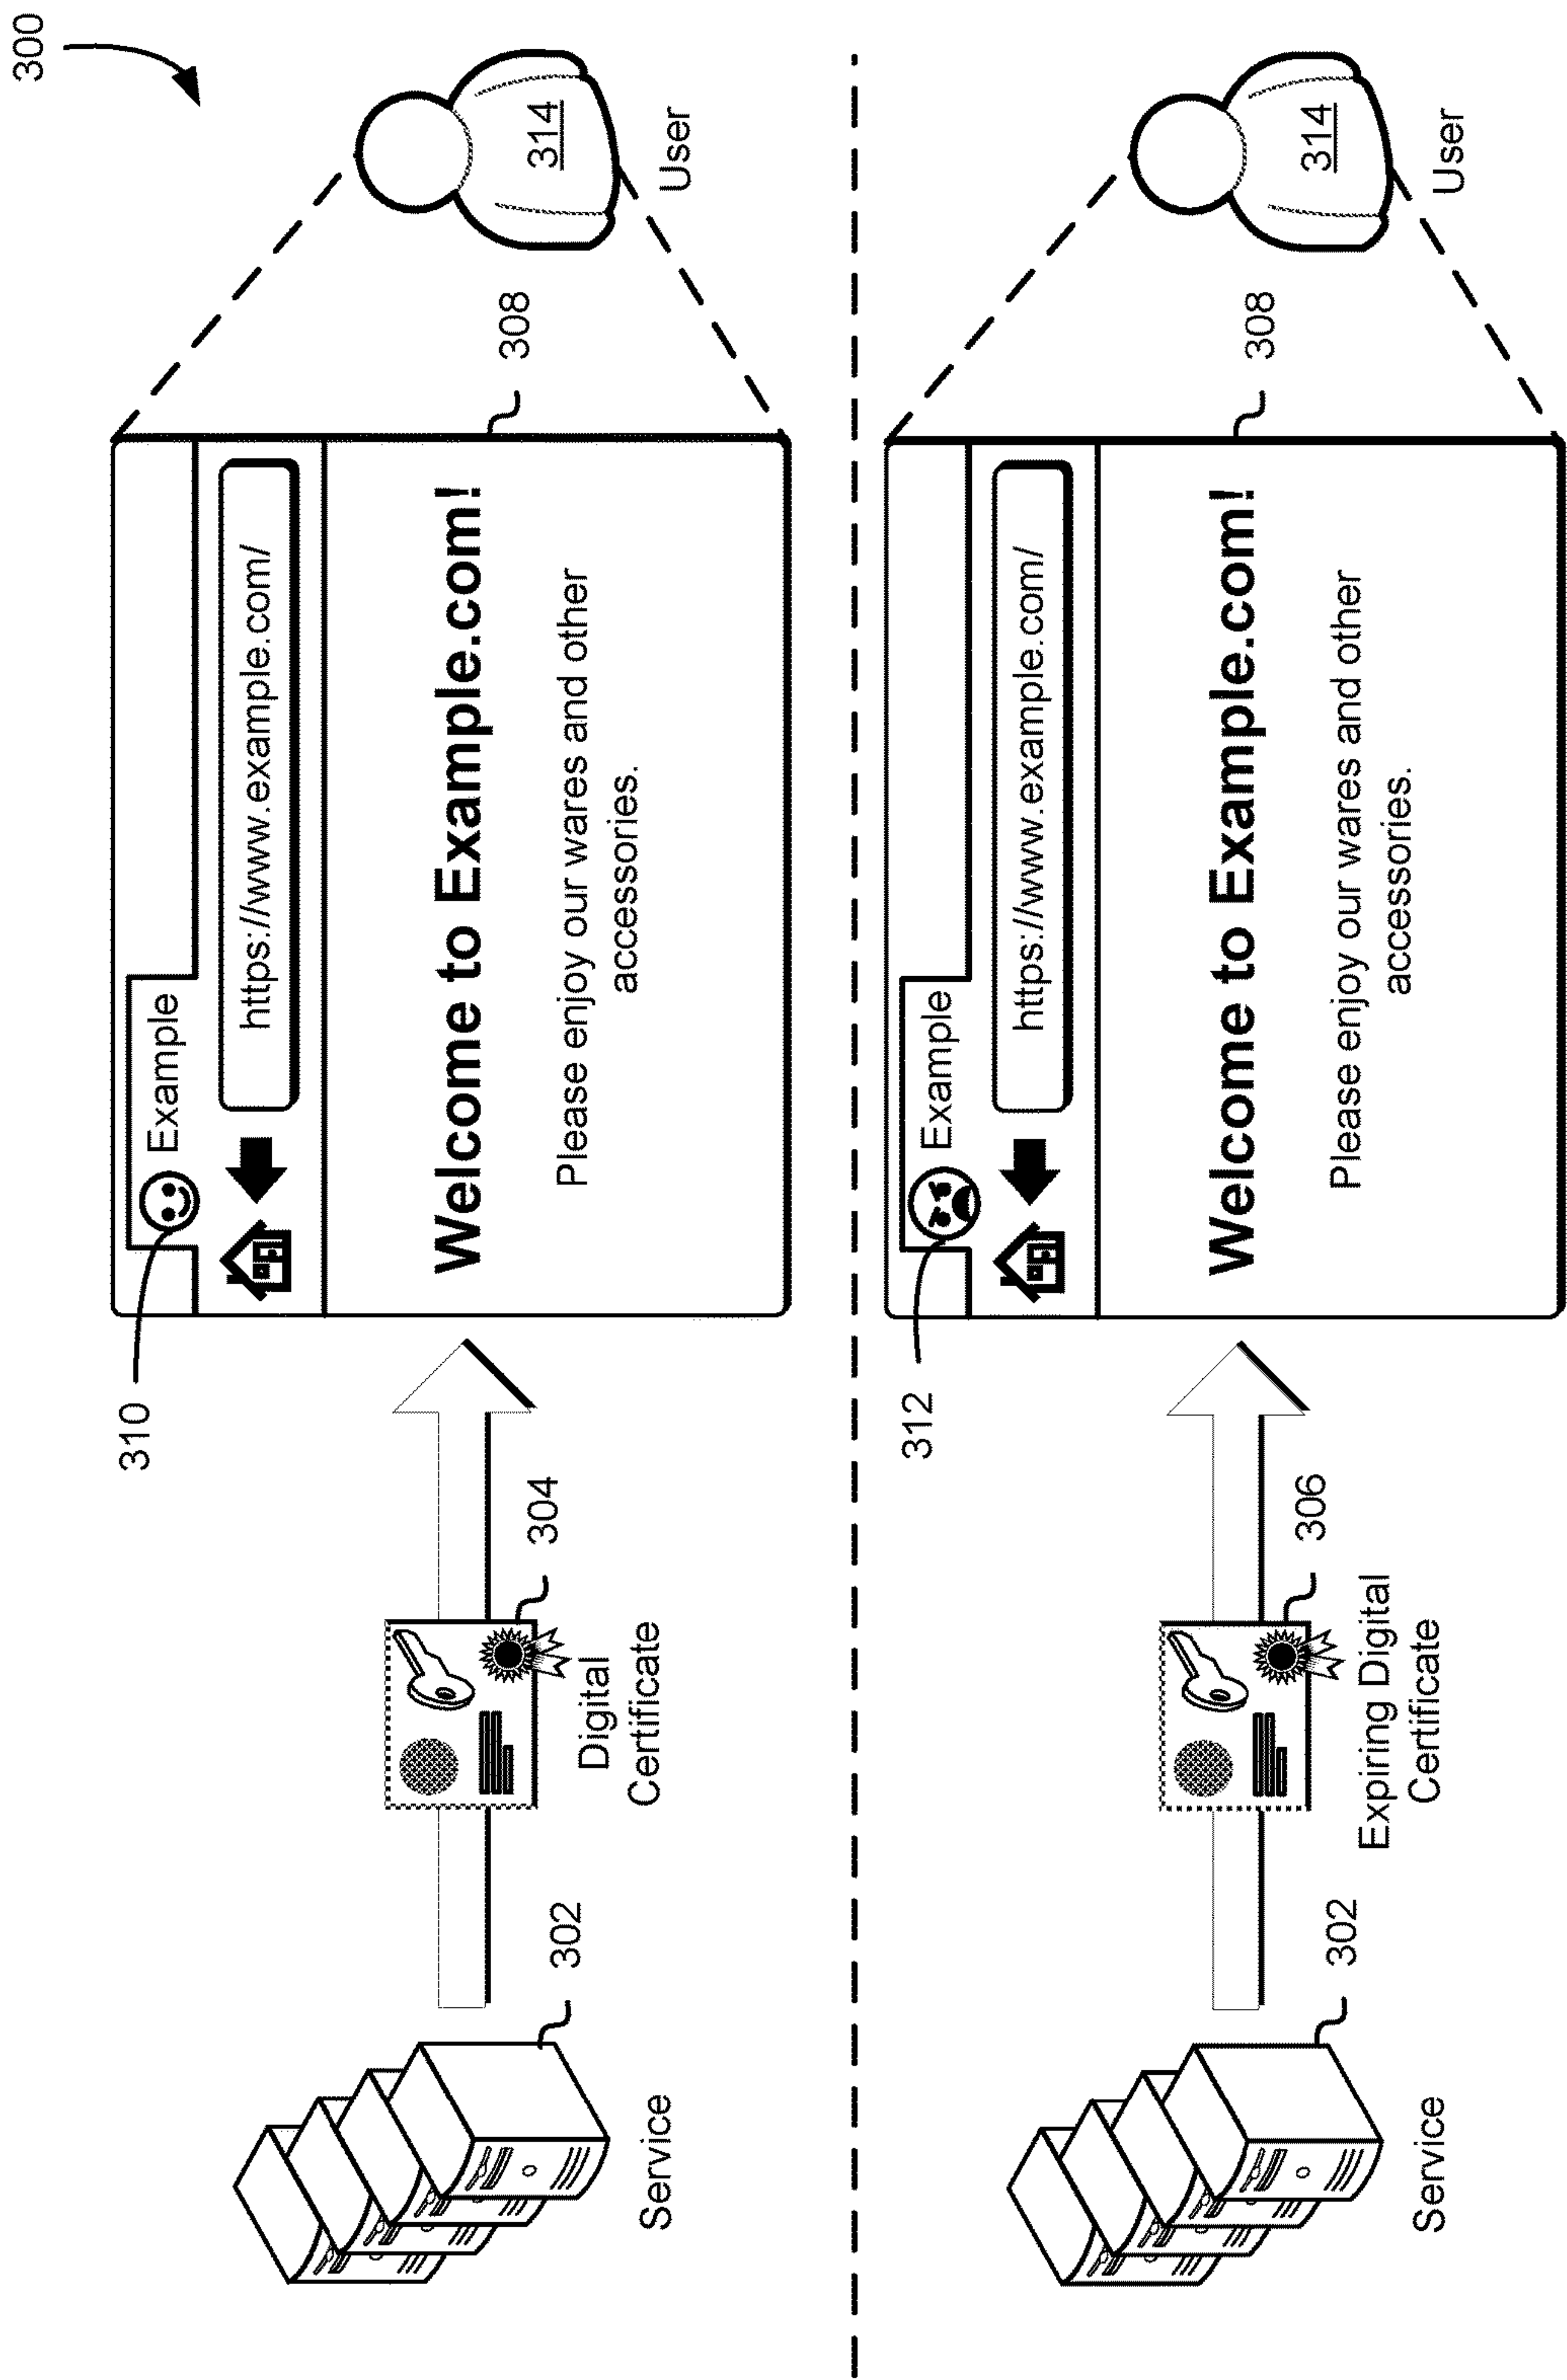 300
310
Example
https://www.example.com/
Welcome to Example.com!
Please enjoy our wares and other
accessories.
308
314
User
304
Digital
Certificate
302
Service
312
Example
https://www.example.com/
Welcome to Example.com!
Please enjoy our wares and other
accessories.
308
314
User
306
Expiring Digital
Certificate
302
Service